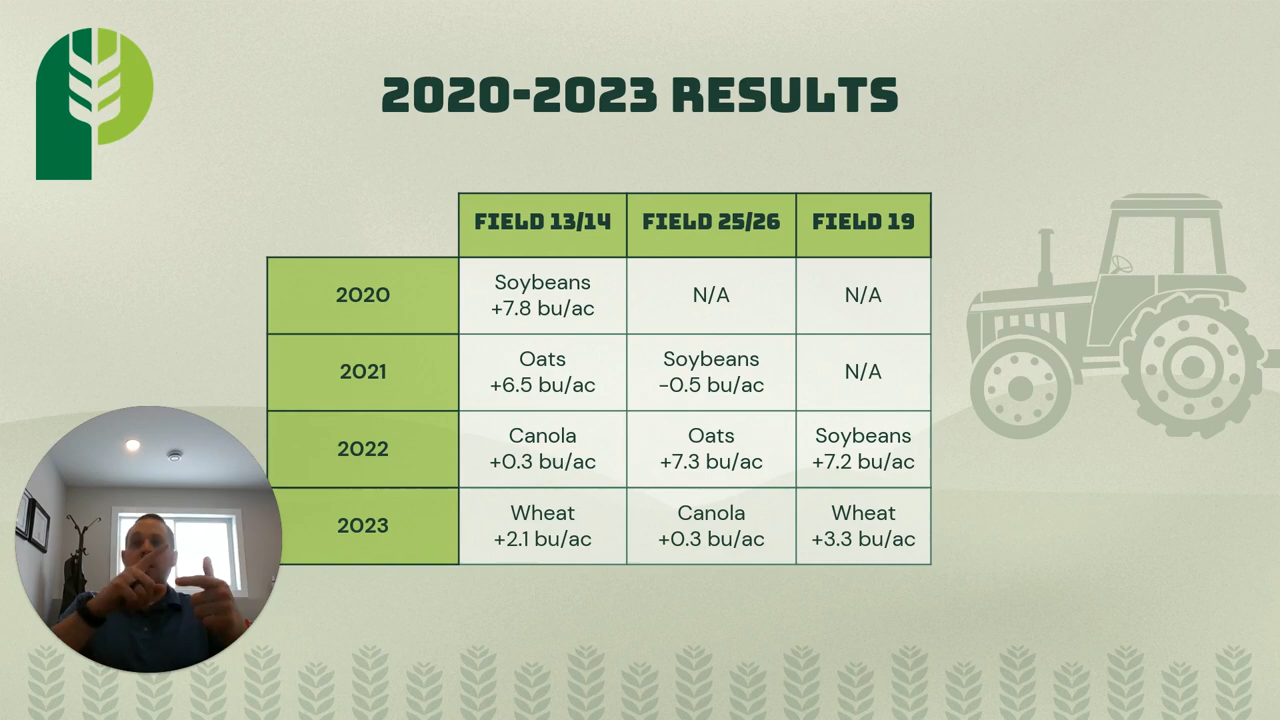 2020-2023 RESULTS
FIELD 13/14 FIELD 25/26 FIELD 19
2020
Soybeans
+7.8 bu/ac
N/A
N/A
2021
Oats
+6.5 bu/ac
Soybeans
-0.5 bu/ac
N/A
2022
Canola
+0.3 bu/ac
Oats
+7.3 bu/ac
Soybeans
+7.2 bu/ac
2023
Wheat
+2.1 bu/ac
Canola
+0.3 bu/ac
Wheat
+3.3 bu/ac